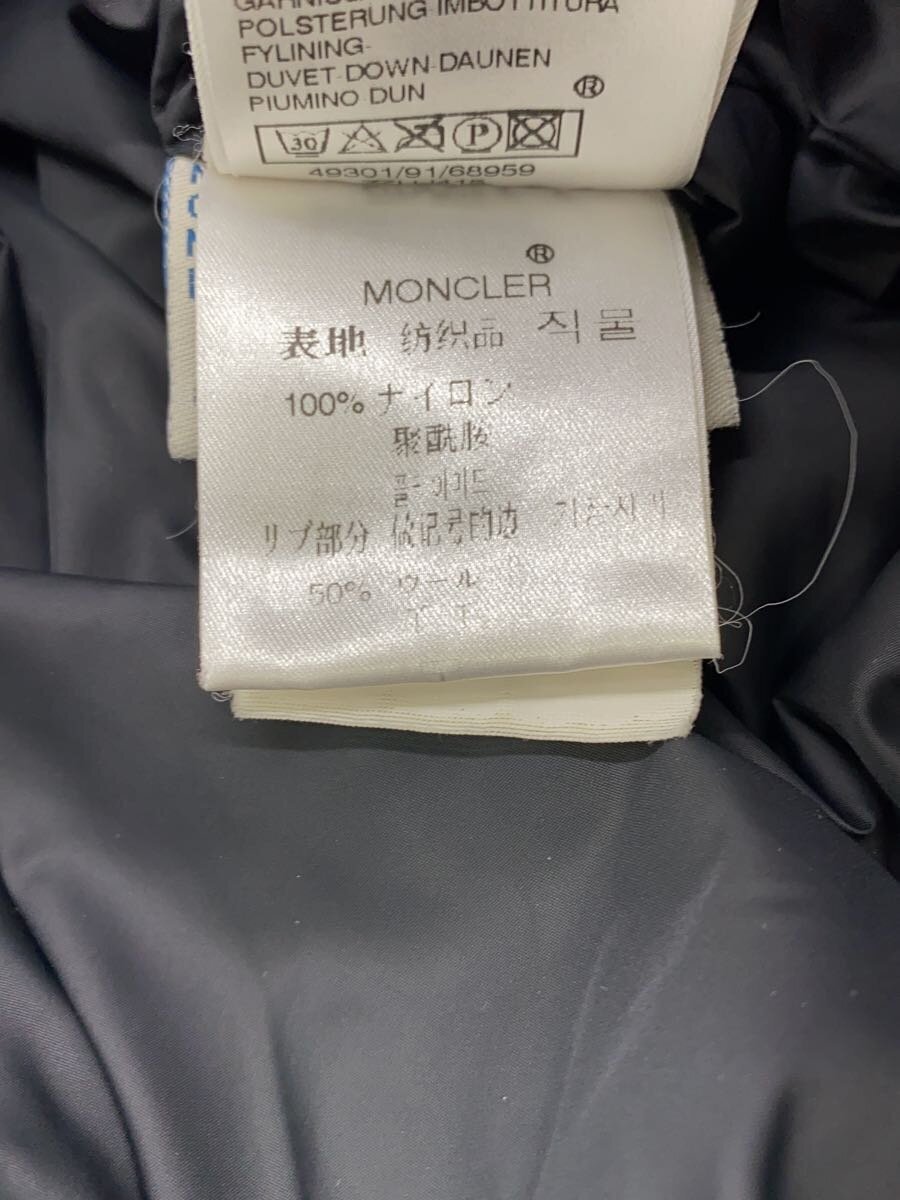 POLSTERUNG IMBOTTITURA
FYLINING-
DUVET-DOWN-DAUNEN
PIUMINO DUN ®
30 P
49301/91/68959
®
MONCLER
表地 纺织品 직물
100% ナイロン
聚酰胺
リブ部分
50% ウール